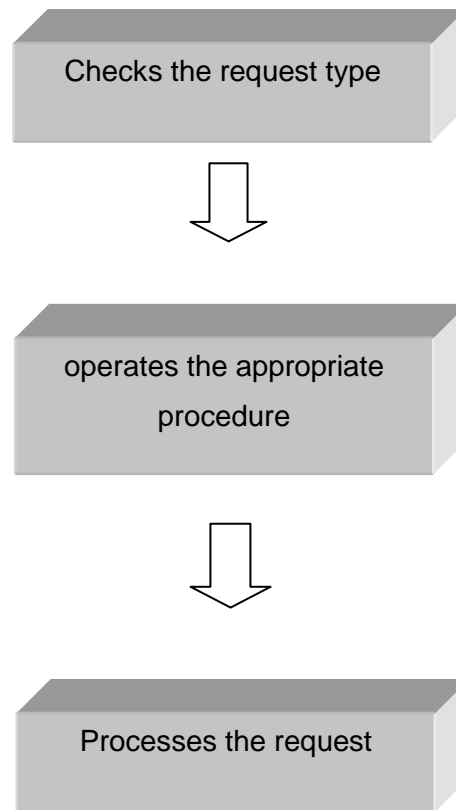 Checks the request type
operates the appropriate
procedure
Processes the request